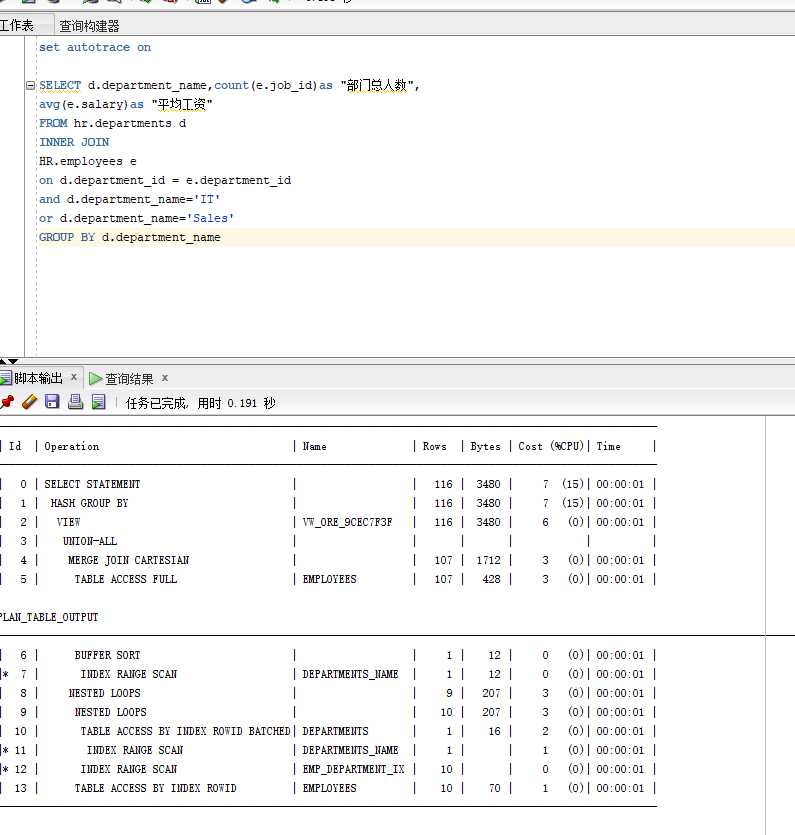 工作表 查询构建器
set autotrace on
SELECT d.department_name,count(e.job_id)as "部门总人数",
avg(e.salary)as "平均工资"
FROM hr.departments d
INNER JOIN
HR.employees e
on d.department_id = e.department_id
and d.department_name='IT'
or d.department_name='Sales'
GROUP BY d.department_name
脚本输出 x 查询结果 x
任务已完成, 用时 0.191 秒
| Id | Operation | Name | Rows | Bytes | Cost (%CPU)| Time |
| 0 | SELECT STATEMENT | | 116 | 3480 | 7 (15)| 00:00:01 |
| 1 | HASH GROUP BY | | 116 | 3480 | 7 (15)| 00:00:01 |
| 2 | VIEW | VW_ORE_9CEC7F3F | 116 | 3480 | 6 (0)| 00:00:01 |
| 3 | UNION-ALL | | | | | |
| 4 | MERGE JOIN CARTESIAN | | 107 | 1712 | 3 (0)| 00:00:01 |
| 5 | TABLE ACCESS FULL | EMPLOYEES | 107 | 428 | 3 (0)| 00:00:01 |
PLAN_TABLE_OUTPUT
| 6 | BUFFER SORT | | 1 | 12 | 0 (0)| 00:00:01 |
|* 7 | INDEX RANGE SCAN | DEPARTMENTS_NAME | 1 | 12 | 0 (0)| 00:00:01 |
| 8 | NESTED LOOPS | | 9 | 207 | 3 (0)| 00:00:01 |
| 9 | NESTED LOOPS | | 10 | 207 | 3 (0)| 00:00:01 |
| 10 | TABLE ACCESS BY INDEX ROWID BATCHED| DEPARTMENTS | 1 | 16 | 2 (0)| 00:00:01 |
|* 11 | INDEX RANGE SCAN | DEPARTMENTS_NAME | 1 | | 1 (0)| 00:00:01 |
|* 12 | INDEX RANGE SCAN | EMP_DEPARTMENT_IX | 10 | | 0 (0)| 00:00:01 |
| 13 | TABLE ACCESS BY INDEX ROWID | EMPLOYEES | 10 | 70 | 1 (0)| 00:00:01 |